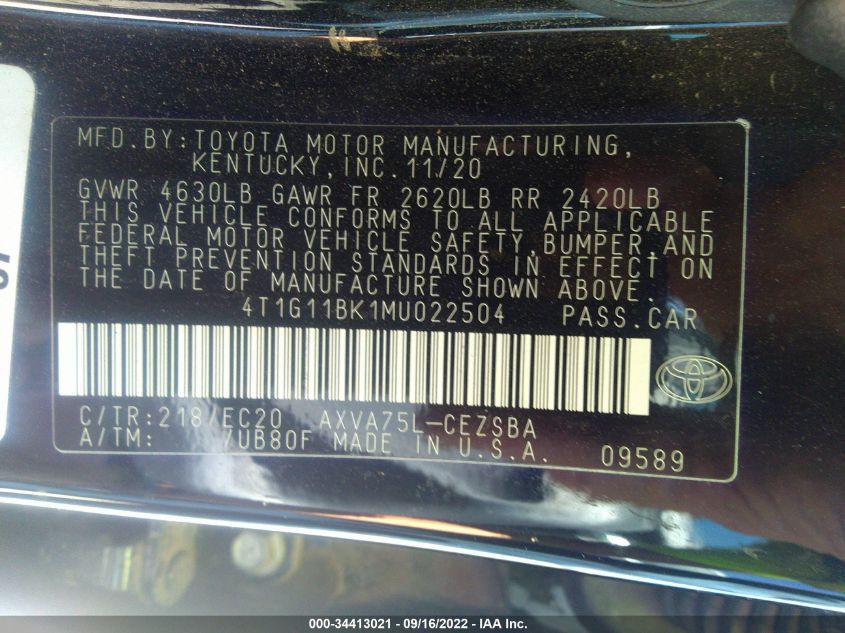 MFD.BY:TOYOTA MOTOR MANUFACTURING,
KENTUCKY,INC.11/20
GVWR 4630LB GAWR FR 2620LB RR 2420LB
THIS VEHICLE CONFORMS TO ALL APPLICABLE
FEDERAL MOTOR VEHICLE SAFETY,BUMPER,AND
THEFT PREVENTION STANDARDS IN EFFECT ON
THE DATE OF MANUFACTURE SHOWN ABOVE.
4T1G11BK1MU022504 PASS.CAR
C/TR:218/EC20 AXVA75L-CEZSBA
A/TM: /UB80F MADE IN U.S.A. 09589
000-34413021 - 09/16/2022 - IAA Inc.